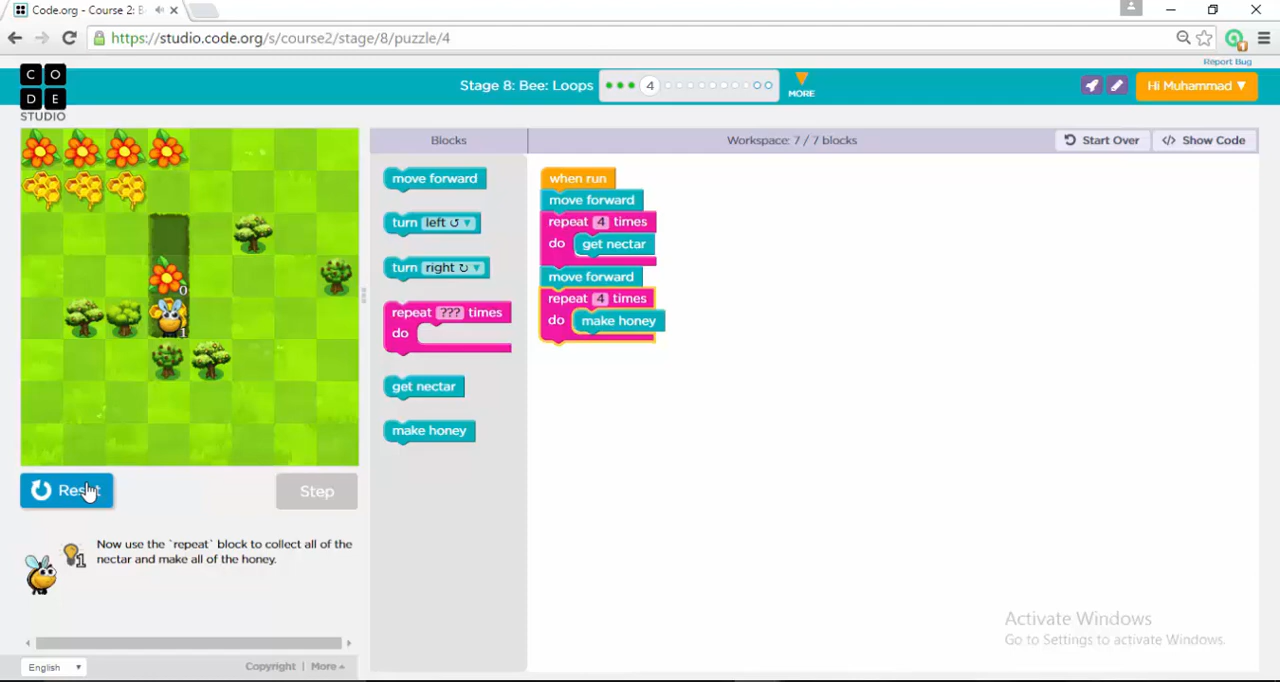 Code.org - Course 2: B
https://studio.code.org/s/course2/stage/8/puzzle/4
Report Bug
C O
D E
STUDIO
Stage 8: Bee: Loops
4
MORE
Hi Muhammad ▼
Blocks
Workspace: 7 / 7 blocks
Start Over
</> Show Code
move forward
turn left ↺ ▼
turn right ↻ ▼
repeat ??? times
do
get nectar
make honey
when run
move forward
repeat 4 times
do get nectar
move forward
repeat 4 times
do make honey
0
1
Reset
Step
1
Now use the `repeat` block to collect all of the
nectar and make all of the honey.
English ▼
Copyright | More ▲
Activate Windows
Go to Settings to activate Windows.